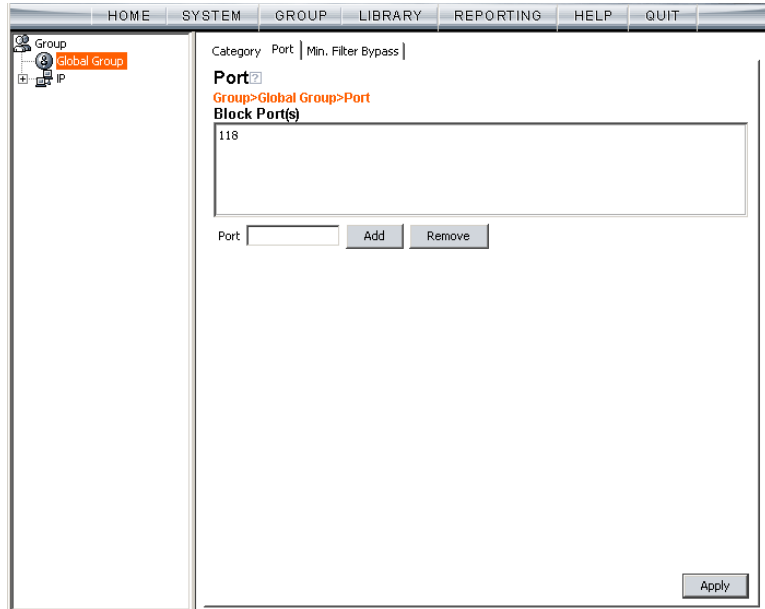 HOME SYSTEM GROUP LIBRARY REPORTING HELP QUIT
Group
Global Group
IP
Category Port Min. Filter Bypass
Port?
Group>Global Group>Port
Block Port(s)
118
Port Add Remove
Apply